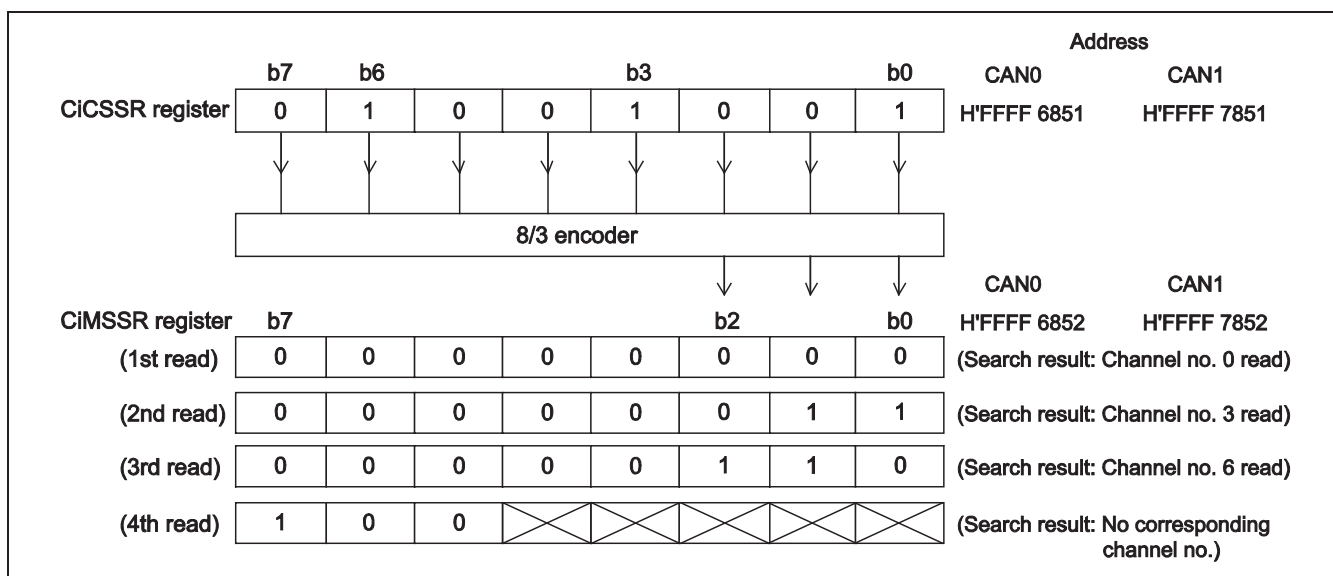 Address
b7 b6 b3 b0 CAN0 CAN1
CiCSSR register 0 1 0 0 1 0 0 1 H'FFFF 6851 H'FFFF 7851
8/3 encoder
CAN0 CAN1
CiMSSR register b7 b2 b0 H'FFFF 6852 H'FFFF 7852
(1st read) 0 0 0 0 0 0 0 0 (Search result: Channel no. 0 read)
(2nd read) 0 0 0 0 0 0 1 1 (Search result: Channel no. 3 read)
(3rd read) 0 0 0 0 0 1 1 0 (Search result: Channel no. 6 read)
(4th read) 1 0 0 (Search result: No corresponding
channel no.)